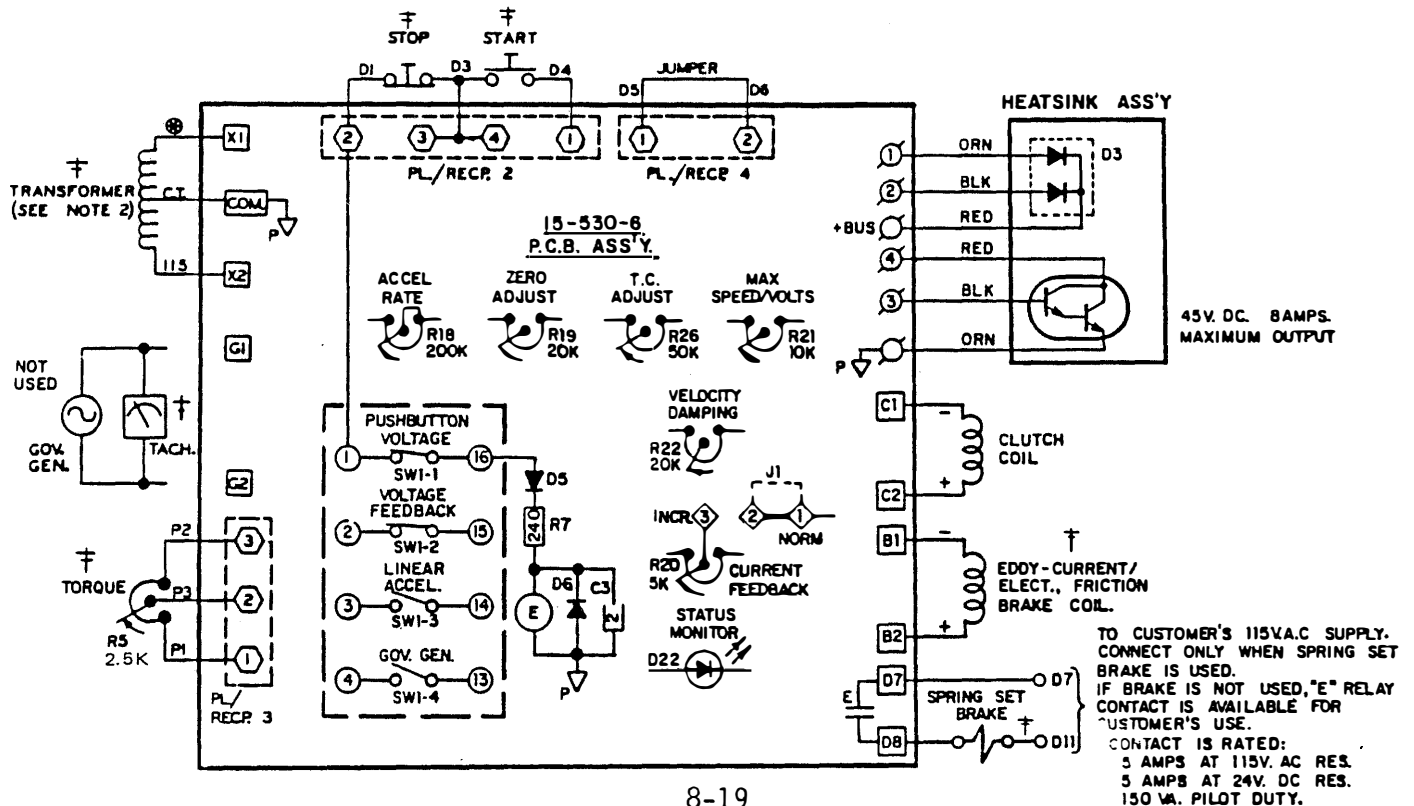 STOP
START
D1
D3
D4
JUMPER
D5
D6
HEATSINK ASS'Y
2
3
4
1
PL./RECP. 2
1
2
PL./RECP. 4
X1
C.T.
COM.
P
115
X2
TRANSFORMER
(SEE NOTE 2)
15-530-6
P.C.B. ASS'Y.
1
ORN
2
BLK
+BUS
RED
4
RED
3
BLK
ORN
P
D3
45V. DC. 8AMPS.
MAXIMUM OUTPUT
ACCEL
RATE
R18
200K
ZERO
ADJUST
R19
20K
T.C.
ADJUST
R26
50K
MAX
SPEED/VOLTS
R21
10K
G1
NOT
USED
GOV.
GEN.
TACH.
G2
VELOCITY
DAMPING
R22
20K
J1
INCR.
3
2
1
NORM
R20
5K
CURRENT
FEEDBACK
STATUS
MONITOR
D22
PUSHBUTTON
VOLTAGE
1
16
SW1-1
VOLTAGE
FEEDBACK
2
15
SW1-2
LINEAR
ACCEL.
3
14
SW1-3
GOV. GEN.
4
13
SW1-4
D5
240
R7
D6
C3
E
2
P
P2
3
TORQUE
P3
2
R5
2.5K
P1
1
PL/
RECP. 3
C1
-
CLUTCH
COIL
C2
+
B1
-
EDDY-CURRENT/
ELECT., FRICTION
BRAKE COIL.
B2
+
D7
D7
E
SPRING SET
BRAKE
D8
D11
TO CUSTOMER'S 115V.A.C SUPPLY.
CONNECT ONLY WHEN SPRING SET
BRAKE IS USED.
IF BRAKE IS NOT USED, "E" RELAY
CONTACT IS AVAILABLE FOR
CUSTOMER'S USE.
CONTACT IS RATED:
5 AMPS AT 115V. AC RES.
5 AMPS AT 24V. DC RES.
150 VA. PILOT DUTY.
8-19